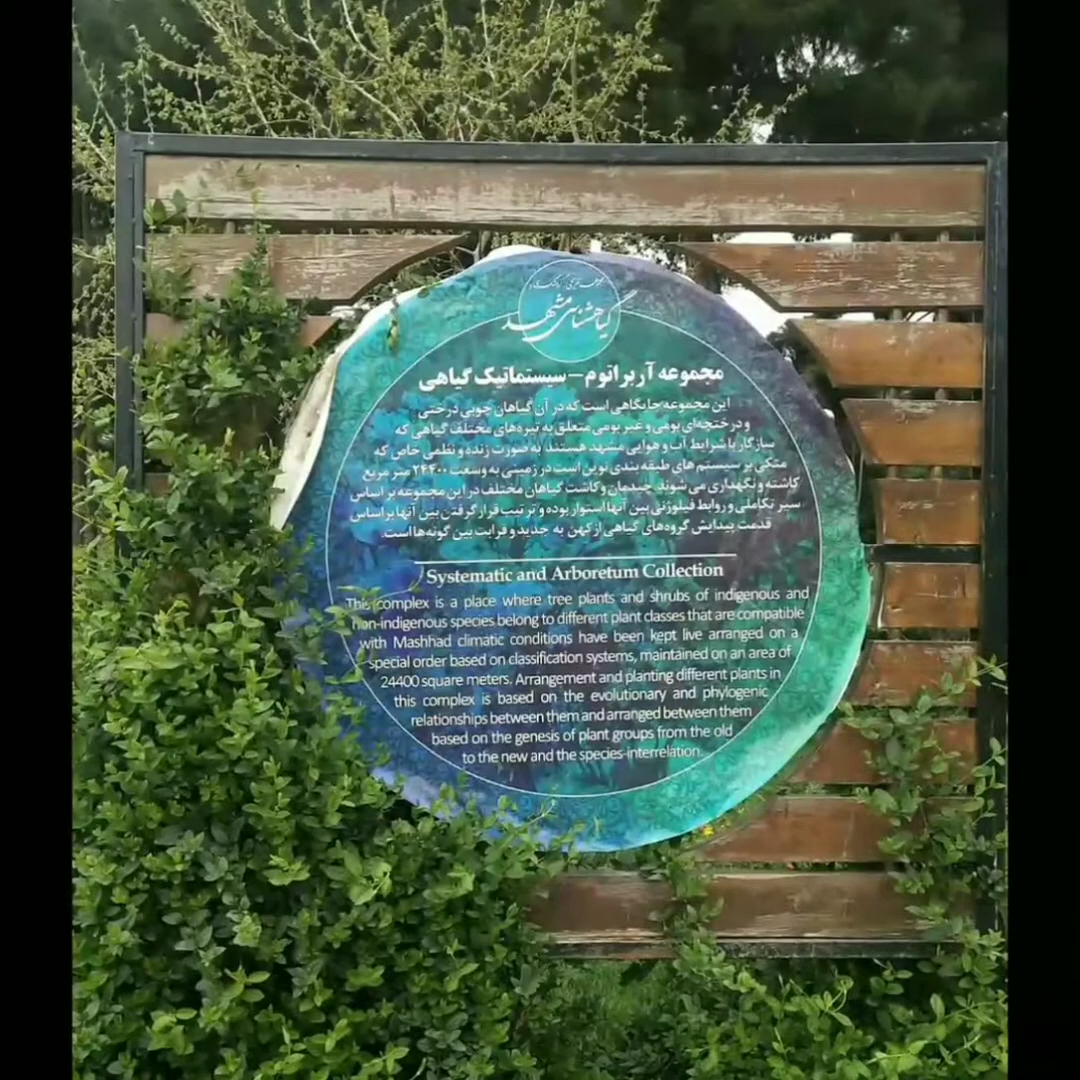 گیاهشناسی مشهد
مجموعه آربراتوم – سیستماتیک گیاهی
این مجموعه جایگاهی است که در آن گیاهان چوبی درختی
و درختچه‌ای بومی و غیر بومی متعلق به تیره‌های مختلف گیاهی که
سازگار با شرایط آب و هوایی مشهد هستند به صورت زنده و نظمی خاص که
متکی بر سیستم های طبقه بندی نوین است در زمینی به وسعت ۲۴۴۰۰ متر مربع
کاشته و نگهداری می شوند. چیدمان و کاشت گیاهان مختلف در این مجموعه بر اساس
سیر تکاملی و روابط فیلوژنی بین آنها استوار بوده و ترتیب قرار گرفتن بین آنها بر اساس
قدمت پیدایش گروه‌های گیاهی از کهن به جدید و قرابت بین گونه‌ها است.
Systematic and Arboretum Collection
This complex is a place where tree plants and shrubs of indigenous and
non-indigenous species belong to different plant classes that are compatible
with Mashhad climatic conditions have been kept live arranged on a
special order based on classification systems, maintained on an area of
24400 square meters. Arrangement and planting different plants in
this complex is based on the evolutionary and phylogenic
relationships between them and arranged between them
based on the genesis of plant groups from the old
to the new and the species-interrelation.